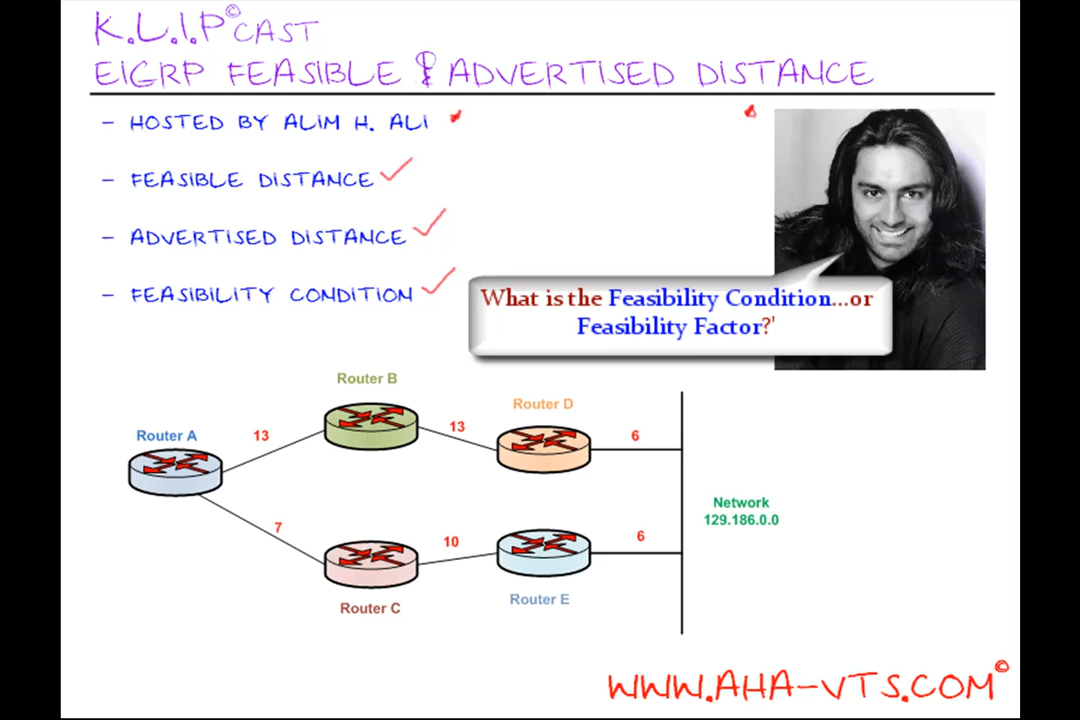 K.L.I.P© CAST
EIGRP FEASIBLE & ADVERTISED DISTANCE
- HOSTED BY ALIM H. ALI
- FEASIBLE DISTANCE
- ADVERTISED DISTANCE
- FEASIBILITY CONDITION
What is the Feasibility Condition...or
Feasibility Factor?'
Router B
Router D
Router A
13
13
6
Network
129.186.0.0
7
10
6
Router C
Router E
WWW.AHA-VTS.COM©